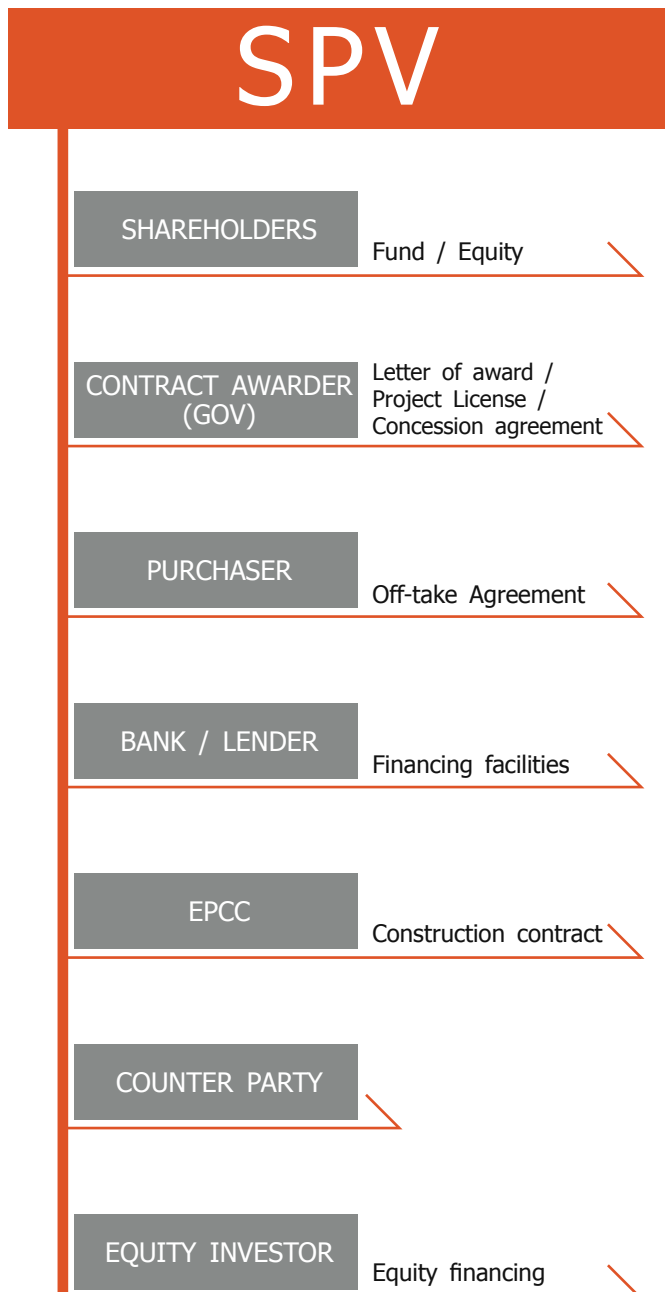 SPV
SHAREHOLDERS
Fund / Equity
CONTRACT AWARDER
(GOV)
Letter of award /
Project License /
Concession agreement
PURCHASER
Off-take Agreement
BANK / LENDER
Financing facilities
EPCC
Construction contract
COUNTER PARTY
EQUITY INVESTOR
Equity financing